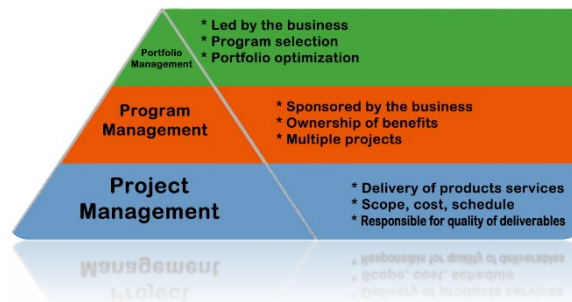 Portfolio
Management
* Led by the business
* Program selection
* Portfolio optimization
Program
Management
* Sponsored by the business
* Ownership of benefits
* Multiple projects
Project
Management
* Delivery of products services
* Scope, cost, schedule
* Responsible for quality of deliverables